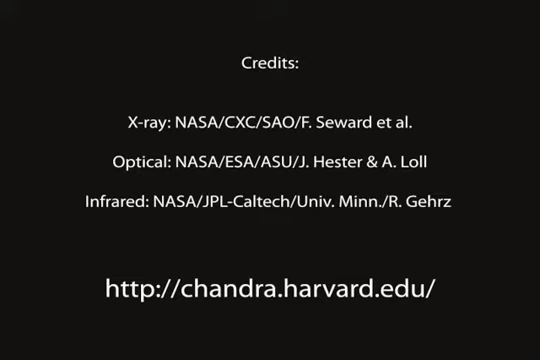 Credits:
X-ray: NASA/CXC/SAO/F. Seward et al.
Optical: NASA/ESA/ASU/J. Hester & A. Loll
Infrared: NASA/JPL-Caltech/Univ. Minn./R. Gehrz
http://chandra.harvard.edu/